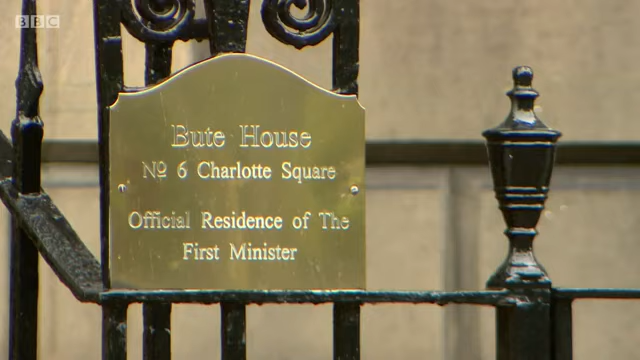 BBC
Bute House
№ 6 Charlotte Square
Official Residence of The
First Minister